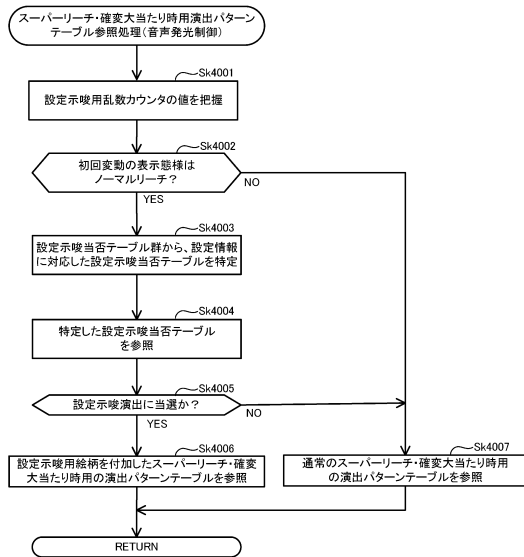 スーパーリーチ・確変大当たり時用演出パターン
テーブル参照処理(音声発光制御)
Sk4001
設定示唆用乱数カウンタの値を把握
Sk4002
初回変動の表示態様は
ノーマルリーチ?
NO
YES
Sk4003
設定示唆当否テーブル群から、設定情報
に対応した設定示唆当否テーブルを特定
Sk4004
特定した設定示唆当否テーブル
を参照
Sk4005
設定示唆演出に当選か?
NO
YES
Sk4006
設定示唆用絵柄を付加したスーパーリーチ・確変
大当たり時用の演出パターンテーブルを参照
Sk4007
通常のスーパーリーチ・確変大当たり時用
の演出パターンテーブルを参照
RETURN